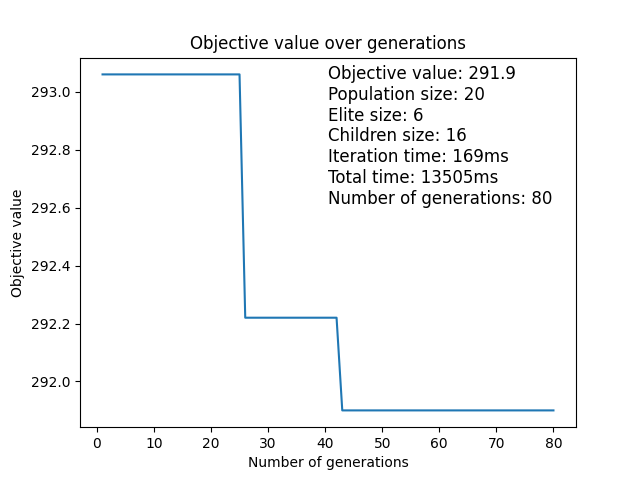 Objective value over generations
Objective value: 291.9
Population size: 20
Elite size: 6
Children size: 16
Iteration time: 169ms
Total time: 13505ms
Number of generations: 80
Objective value
293.0
292.8
292.6
292.4
292.2
292.0
0 10 20 30 40 50 60 70 80
Number of generations